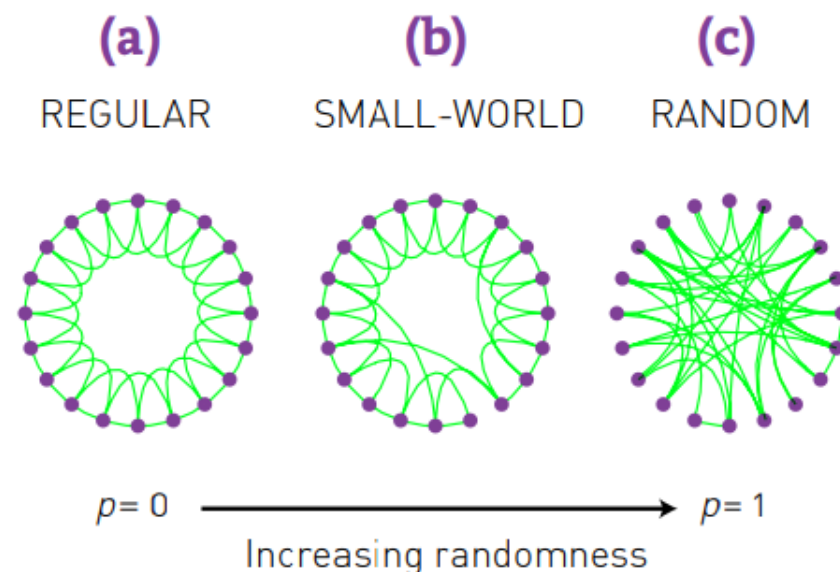 (a) (b) (c)
REGULAR SMALL-WORLD RANDOM
p= 0 p= 1
Increasing randomness